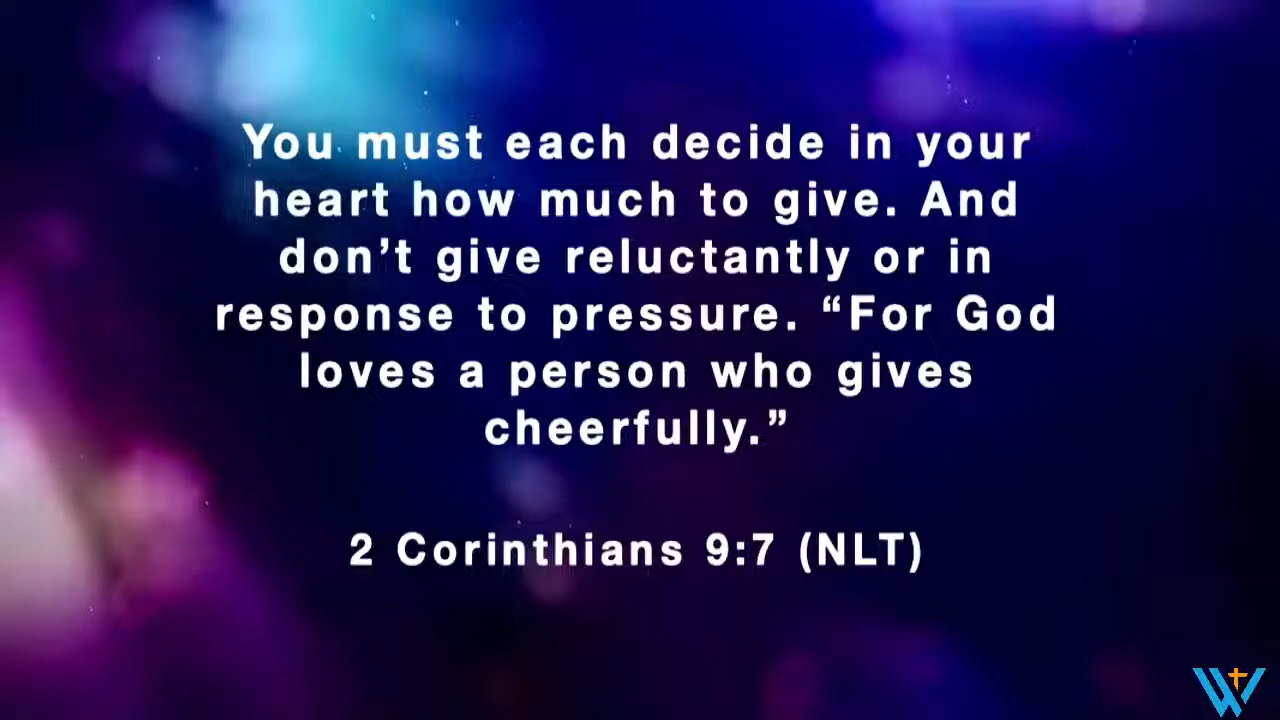 You must each decide in your
heart how much to give. And
don’t give reluctantly or in
response to pressure. “For God
loves a person who gives
cheerfully.”
2 Corinthians 9:7 (NLT)